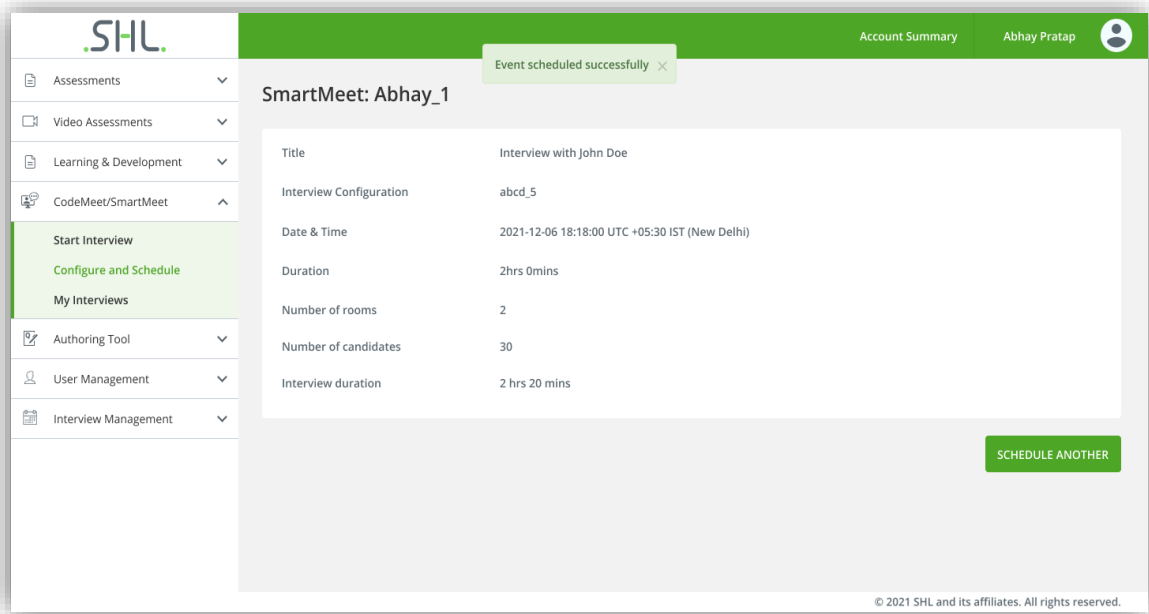 .SHL.
Account Summary
Abhay Pratap
Event scheduled successfully
Assessments
Video Assessments
Learning & Development
CodeMeet/SmartMeet
Start Interview
Configure and Schedule
My Interviews
Authoring Tool
User Management
Interview Management
SmartMeet: Abhay_1
Title Interview with John Doe
Interview Configuration abcd_5
Date & Time 2021-12-06 18:18:00 UTC +05:30 IST (New Delhi)
Duration 2hrs 0mins
Number of rooms 2
Number of candidates 30
Interview duration 2 hrs 20 mins
SCHEDULE ANOTHER
© 2021 SHL and its affiliates. All rights reserved.